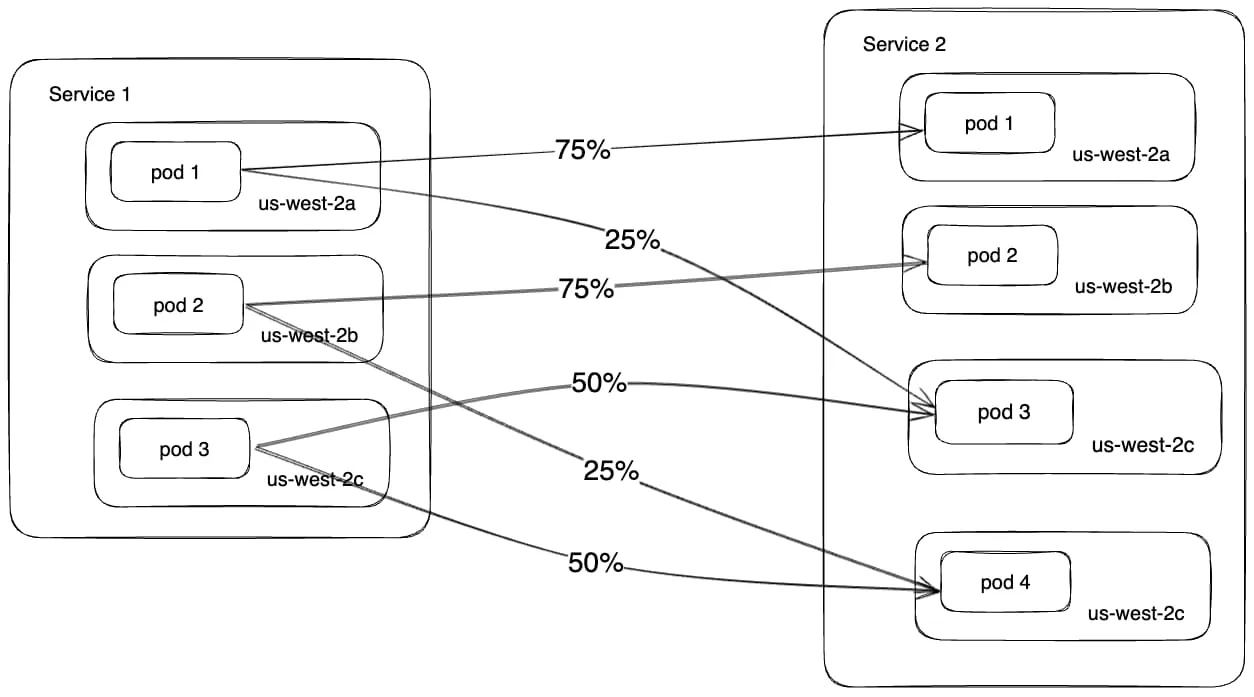 Service 1
pod 1
us-west-2a
pod 2
us-west-2b
pod 3
us-west-2c
75%
25%
75%
50%
25%
50%
Service 2
pod 1
us-west-2a
pod 2
us-west-2b
pod 3
us-west-2c
pod 4
us-west-2c